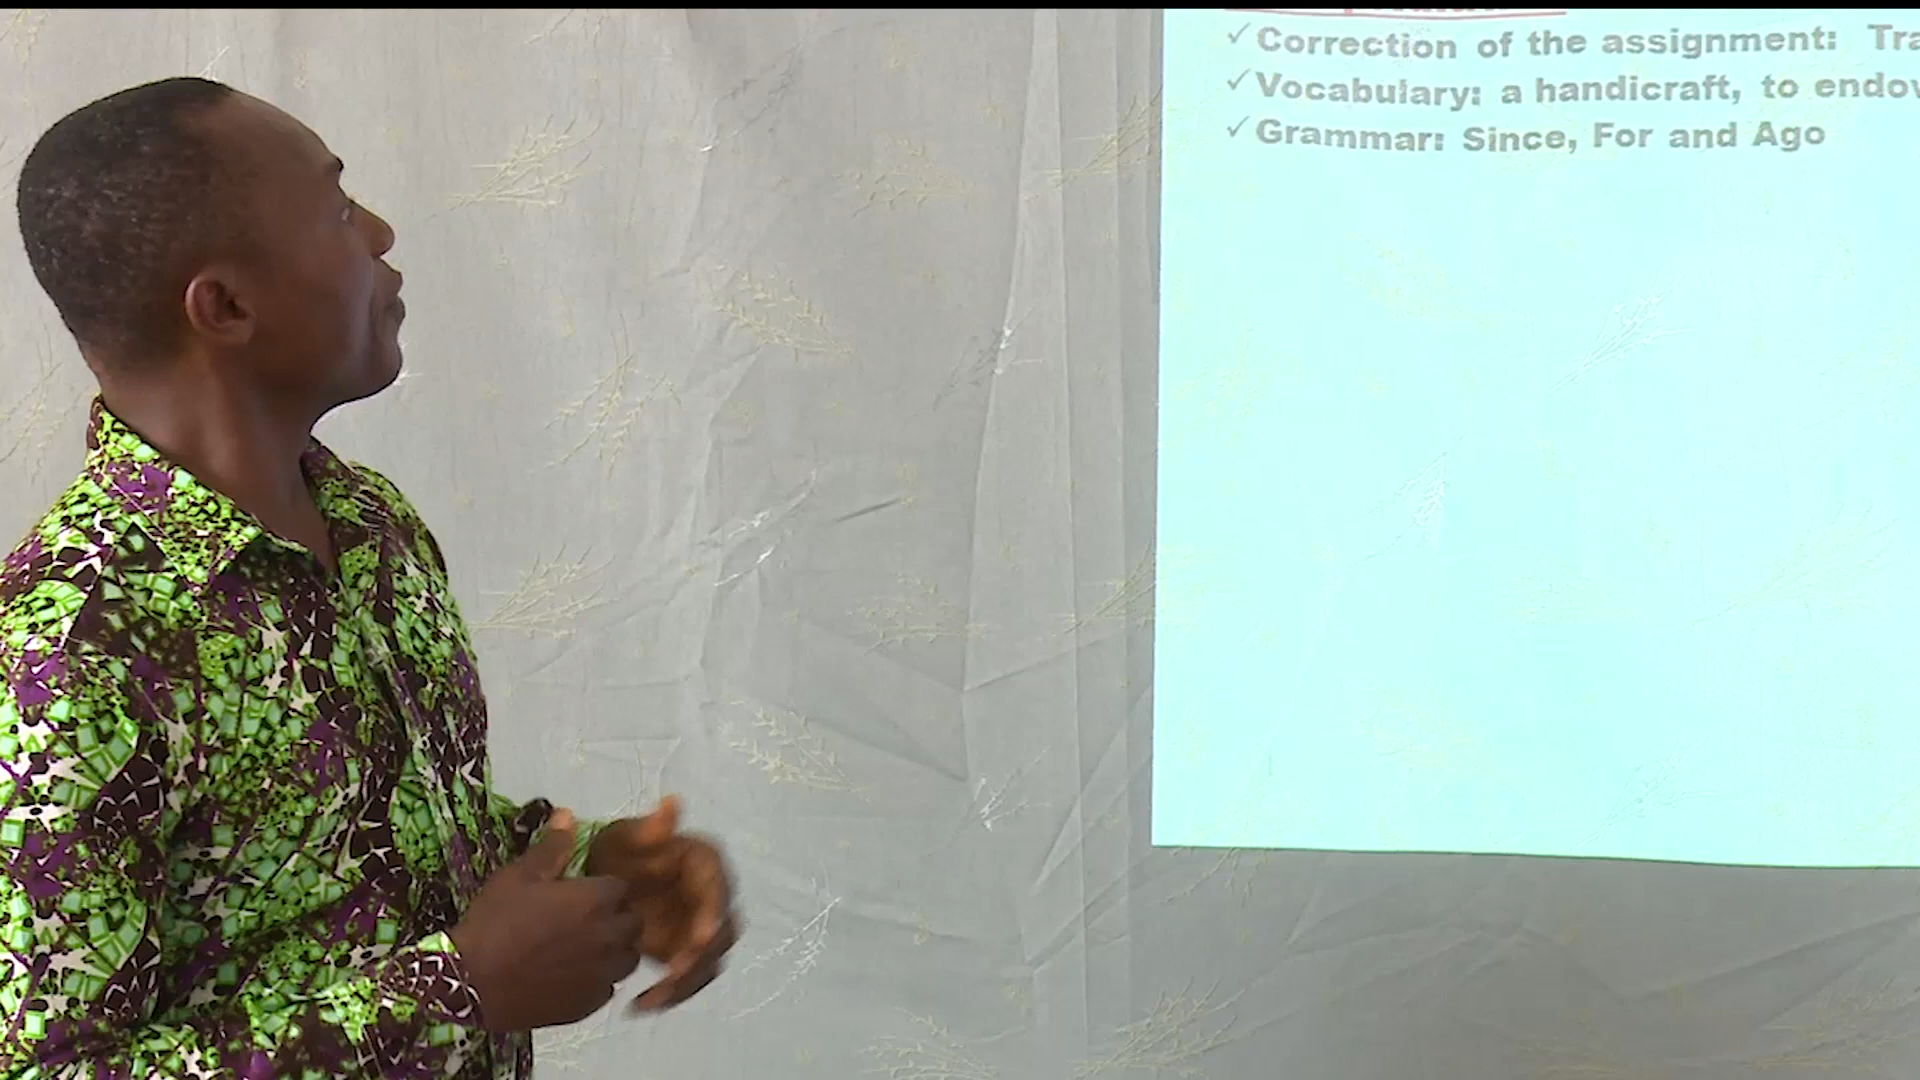 ✓Correction of the assignment:
✓Vocabulary: a handicraft, to
✓Grammar: Since, For and Ago